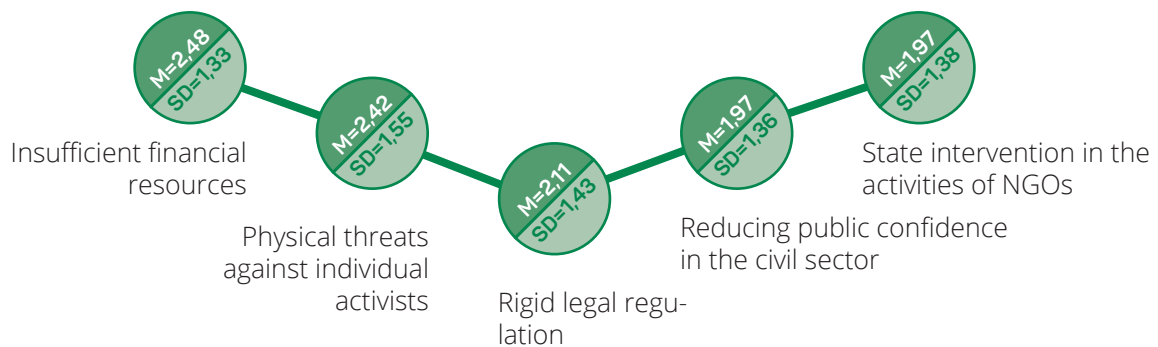 M=2,48
SD=1,33
Insufficient financial
resources
M=2,42
SD=1,55
Physical threats
against individual
activists
M=2,11
SD=1,43
Rigid legal regu-
lation
M=1,97
SD=1,36
Reducing public confidence
in the civil sector
M=1,97
SD=1,38
State intervention in the
activities of NGOs